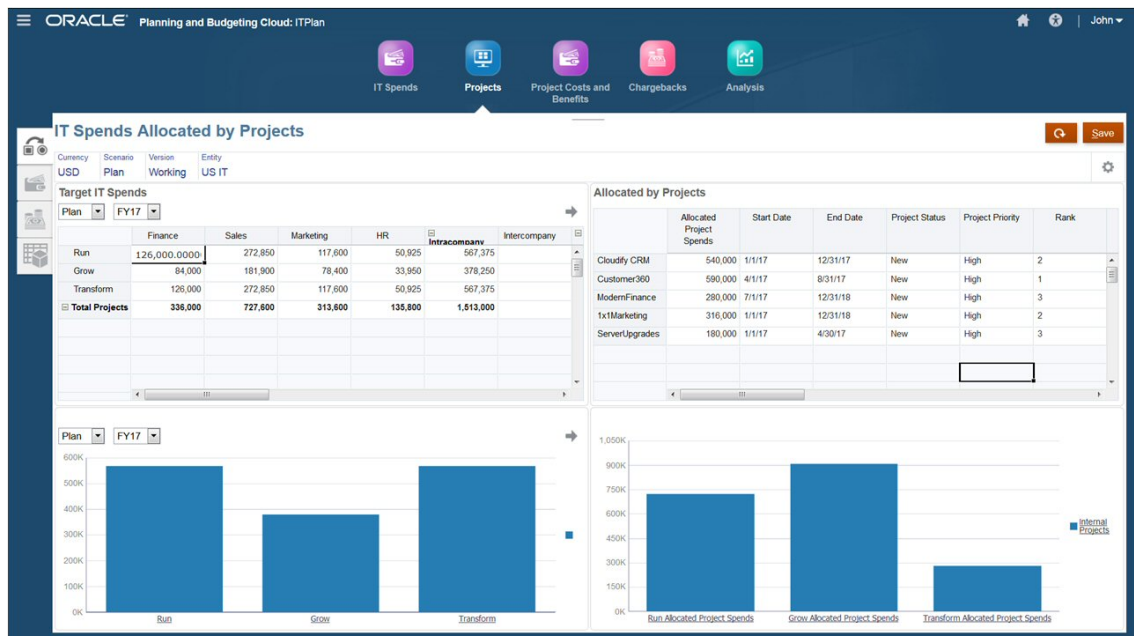 ORACLE Planning and Budgeting Cloud: ITPlan John
IT Spends Projects Project Costs and Benefits Chargebacks Analysis
IT Spends Allocated by Projects Save
Currency Scenario Version Entity
USD Plan Working US IT
Target IT Spends
Plan FY17
Finance Sales Marketing HR Intracompany Intercompany
Run 126,000.0000 272,850 117,600 50,925 567,375
Grow 84,000 181,900 78,400 33,950 378,250
Transform 126,000 272,850 117,600 50,925 567,375
Total Projects 336,000 727,600 313,600 135,800 1,513,000
Allocated by Projects
Allocated Project Spends Start Date End Date Project Status Project Priority Rank
Cloudify CRM 540,000 1/1/17 12/31/17 New High 2
Customer360 590,000 4/1/17 8/31/17 New High 1
ModernFinance 280,000 7/1/17 12/31/18 New High 3
1x1Marketing 316,000 1/1/17 12/31/18 New High 2
ServerUpgrades 180,000 1/1/17 4/30/17 New High 3
Plan FY17
600K
500K
400K
300K
200K
100K
0K
Run Grow Transform
1,050K
900K
750K
600K
450K
300K
150K
0K
Run Allocated Project Spends Grow Allocated Project Spends Transform Allocated Project Spends
Internal
Projects